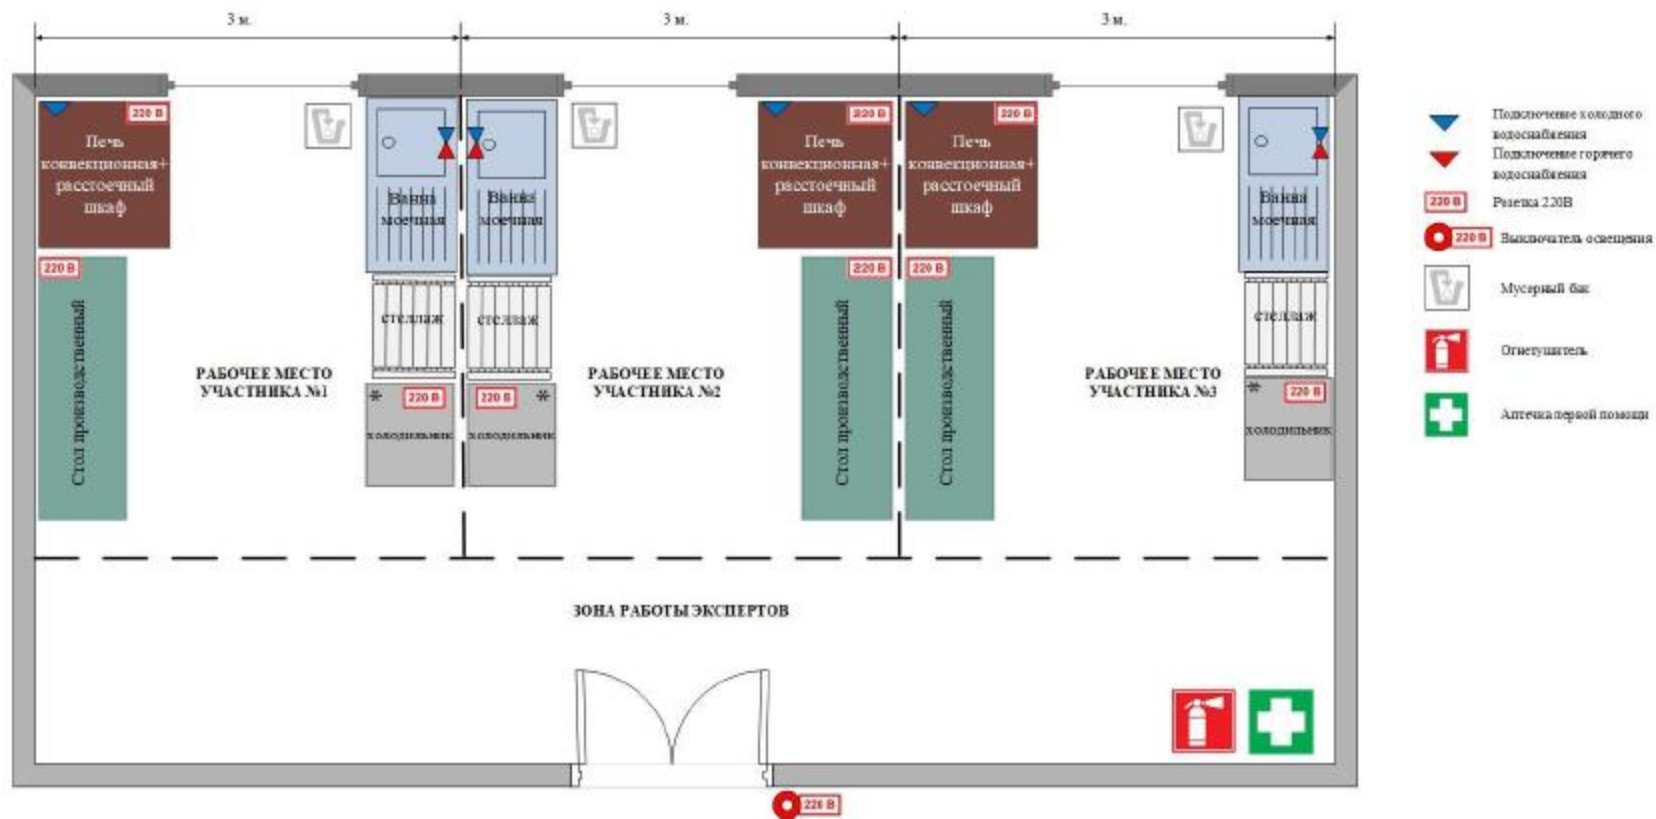 3 м.
3 м.
3 м.
220 В
Печь
конвекционная+
расстоечный
шкаф
220 В
Стол производственный
РАБОЧЕЕ МЕСТО
УЧАСТНИКА №1
Ванна
моечная
стеллаж
*
220 В
холодильник
Ванна
моечная
стеллаж
220 В
*
холодильник
РАБОЧЕЕ МЕСТО
УЧАСТНИКА №2
220 В
Печь
конвекционная+
расстоечный
шкаф
220 В
Стол производственный
220 В
Печь
конвекционная+
расстоечный
шкаф
220 В
Стол производственный
РАБОЧЕЕ МЕСТО
УЧАСТНИКА №3
Ванна
моечная
стеллаж
*
220 В
холодильник
ЗОНА РАБОТЫ ЭКСПЕРТОВ
220 В
Подключение холодного
водоснабжения
Подключение горячего
водоснабжения
220 В
Розетка 220В
220 В
Выключатель освещения
Мусорный бак
Огнетушитель
Аптечка первой помощи